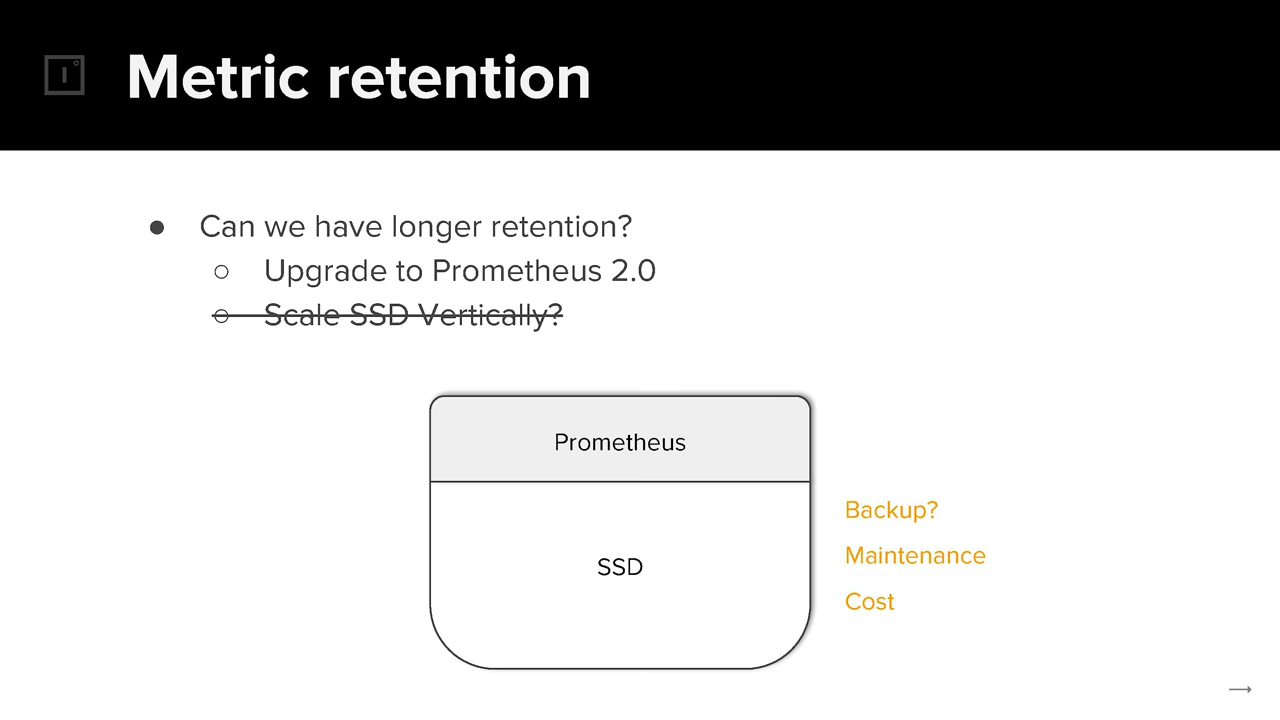 Metric retention
● Can we have longer retention?
○ Upgrade to Prometheus 2.0
○ Scale SSD Vertically?
Prometheus
SSD
Backup?
Maintenance
Cost